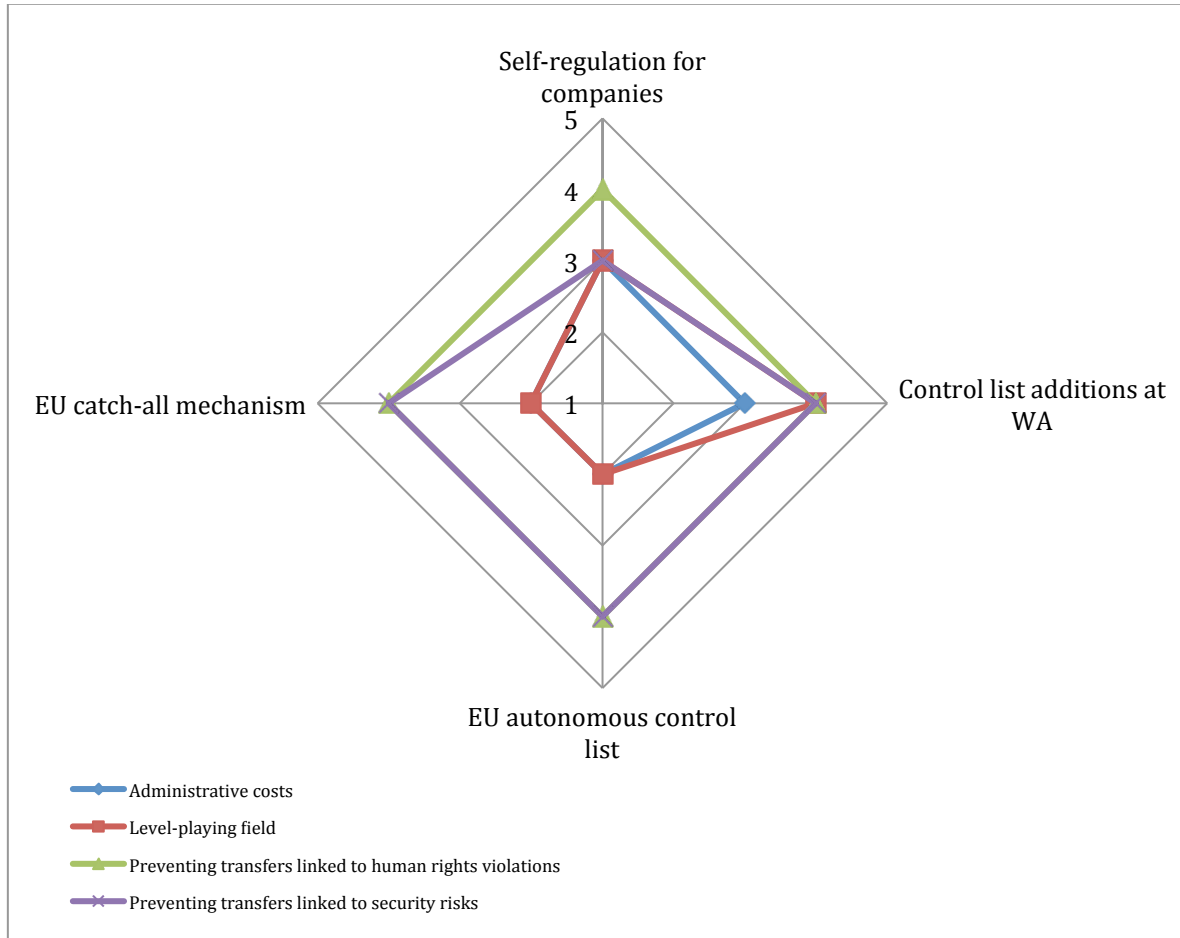 Self-regulation for
companies
5
4
3
2
1
Control list additions at
WA
EU catch-all mechanism
EU autonomous control
list
Administrative costs
Level-playing field
Preventing transfers linked to human rights violations
Preventing transfers linked to security risks